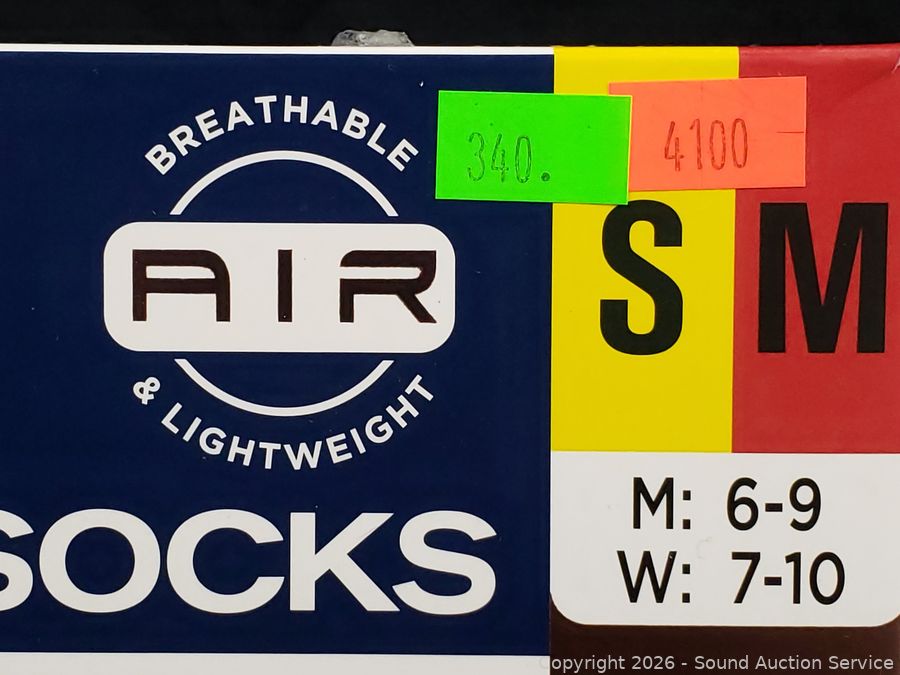 BREATHABLE
AIR
& LIGHTWEIGHT
SOCKS
340.
4100
S M
M: 6-9
W: 7-10
Copyright 2026 - Sound Auction Service